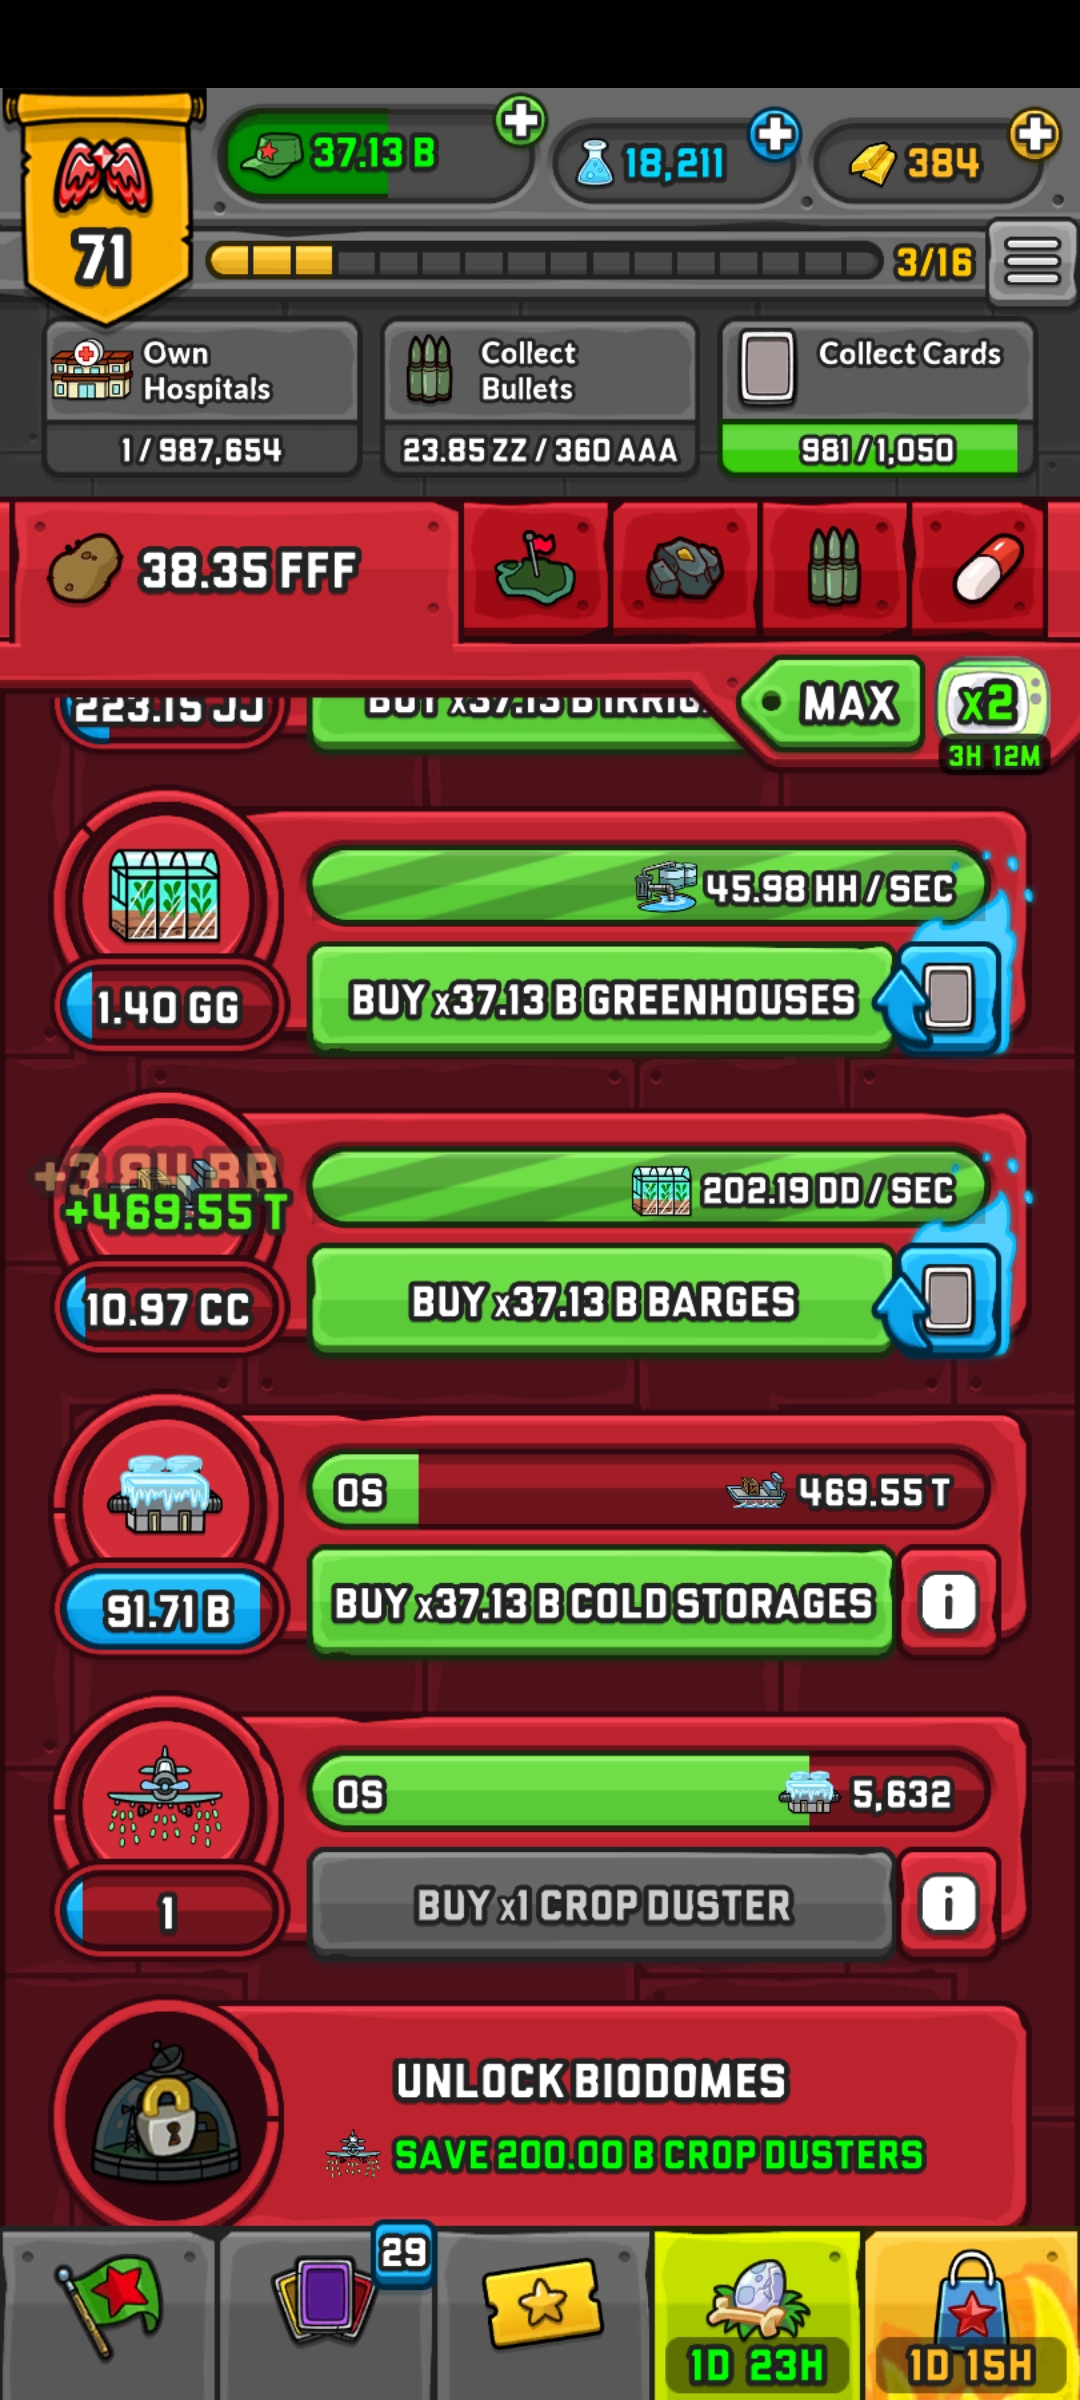 37.13 B
18,211
384
71
3/16
Own
Hospitals
1 / 987,654
Collect
Bullets
23.85 ZZ / 360 AAA
Collect Cards
981 / 1,050
38.35 FFF
MAX
x2
3H 12M
223.15 JJ
BUY x37.13 B
45.98 HH / SEC
1.40 GG
BUY x37.13 B GREENHOUSES
+469.55 T
202.19 DD / SEC
10.97 CC
BUY x37.13 B BARGES
0S
469.55 T
91.71 B
BUY x37.13 B COLD STORAGES
i
0S
5,632
1
BUY x1 CROP DUSTER
i
UNLOCK BIODOMES
SAVE 200.00 B CROP DUSTERS
29
1D 23H
1D 15H